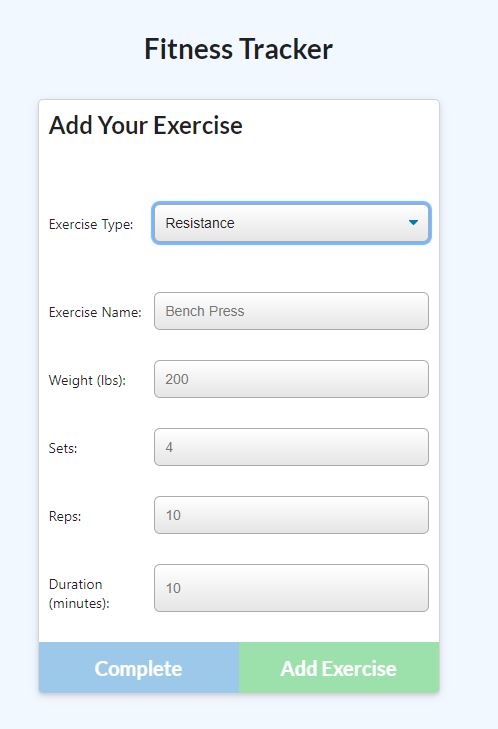 Fitness Tracker
Add Your Exercise
Exercise Type: Resistance
Exercise Name: Bench Press
Weight (lbs): 200
Sets: 4
Reps: 10
Duration
(minutes): 10
Complete Add Exercise